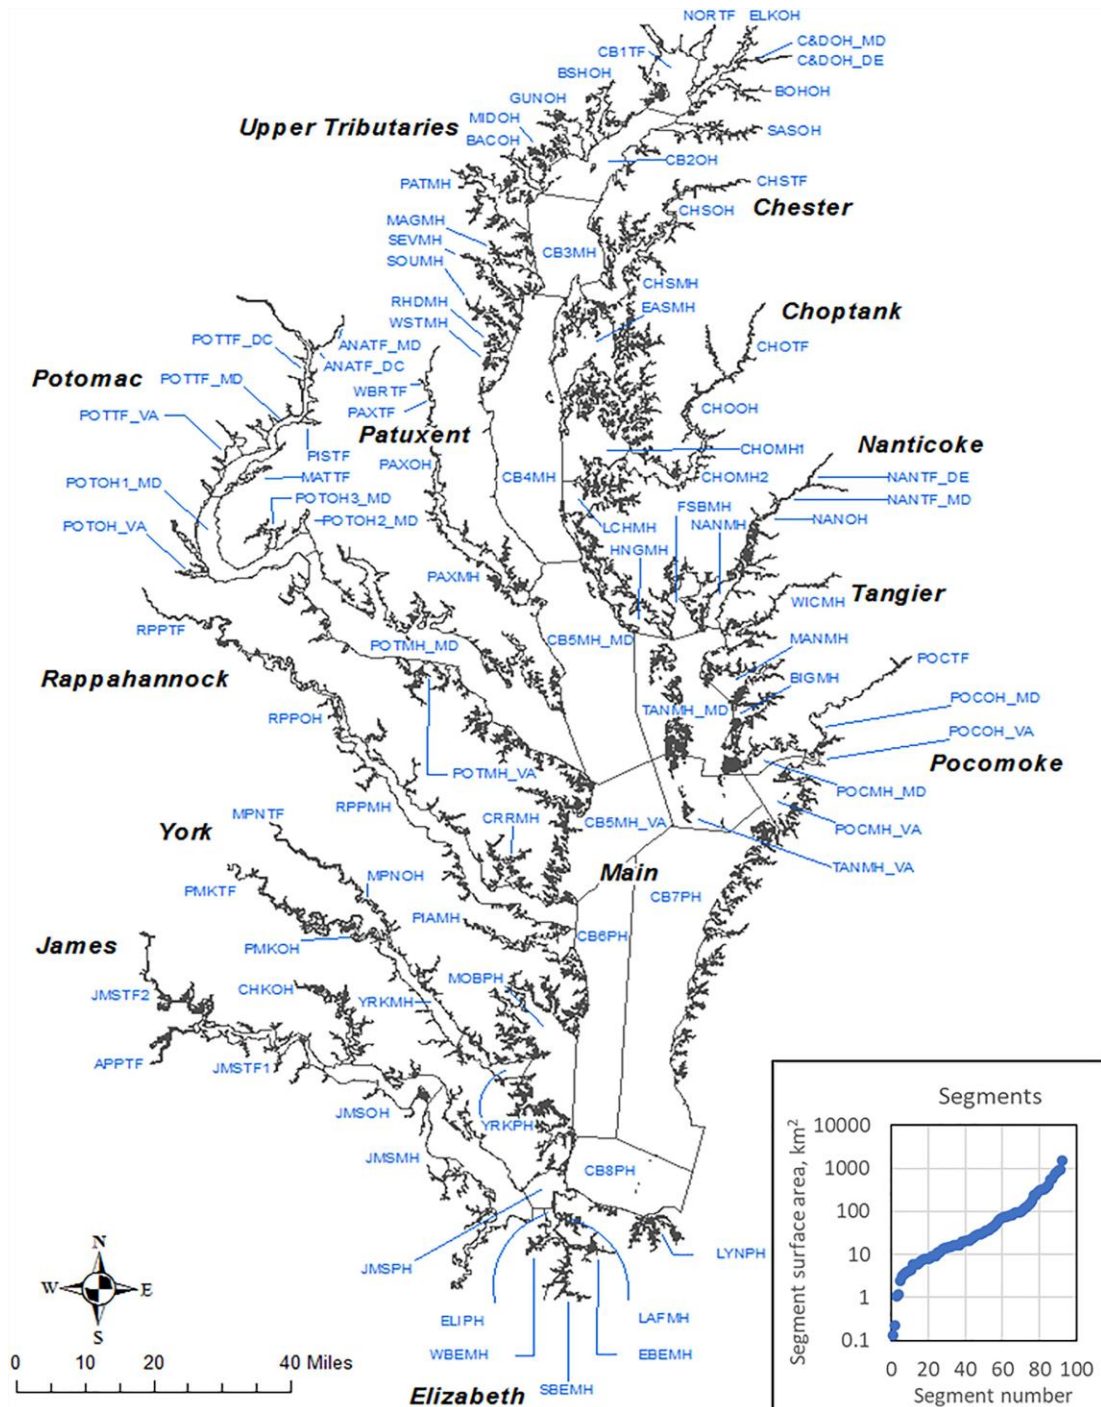 NORTF ELKOH
C&DOH_MD
CB1TF
C&DOH_DE
BSHOH
BOHOH
GUNOH
MIDOH
Upper Tributaries
SASOH
BACOH
CB2OH
PATMH
CHSTF
CHSOH
Chester
MAGMH
SEVMH
CB3MH
SOUMH
CHSMH
RHDMH
EASMH
WSTMH
Choptank
POTTF_DC
ANATF_MD
CHOTF
ANATF_DC
Potomac
POTTF_MD
WBRTF
PAXTF
POTTF_VA
CHOOH
Patuxent
Nanticoke
CHOMH1
PISTF
PAXOH
MATTF
CB4MH
CHOMH2
NANTF_DE
POTOH1_MD
POTOH3_MD
NANTF_MD
FSBMH
POTOH2_MD
NANOH
POTOH_VA
LCHMH
NANMH
HNGMH
PAXMH
Tangier
WICMH
RPPTF
CB5MH_MD
MANMH
POTMH_MD
POCTF
Rappahannock
BIGMH
POCOH_MD
TANMH_MD
RPPOH
POCOH_VA
Pocomoke
POTMH_VA
RPPMH
POCMH_MD
MPNTF
CRRMH
CB5MH_VA
POCMH_VA
York
Main
TANMH_VA
MPNOH
PMKTF
CB7PH
PIAMH
CB6PH
James
PMKOH
MOBPH
CHKOH
JMSTF2
YRKMH
APPTF
JMSTF1
JMSOH
YRKPH
JMSMH
CB8PH
LYNPH
JMSPH
ELIPH
LAFMH
WBEMH
EBEMH
SBEMH
Elizabeth
N
W E
S
0 10 20 40 Miles
Segments
Segment surface area, km²
10000
1000
100
10
1
0.1
0 20 40 60 80 100
Segment number